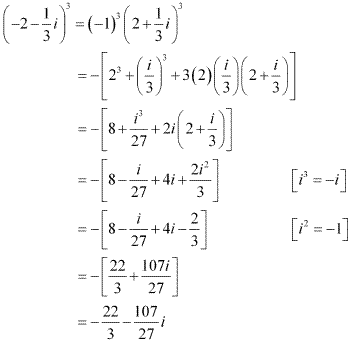 (-2 - 1/3 i)³ = (-1)³ (2 + 1/3 i)³
= -[2³ + (i/3)³ + 3(2)(i/3)(2 + i/3)]
= -[8 + i³/27 + 2i(2 + i/3)]
= -[8 - i/27 + 4i + 2i²/3] [i³ = -i]
= -[8 - i/27 + 4i - 2/3] [i² = -1]
= -[22/3 + 107i/27]
= -22/3 - 107/27 i